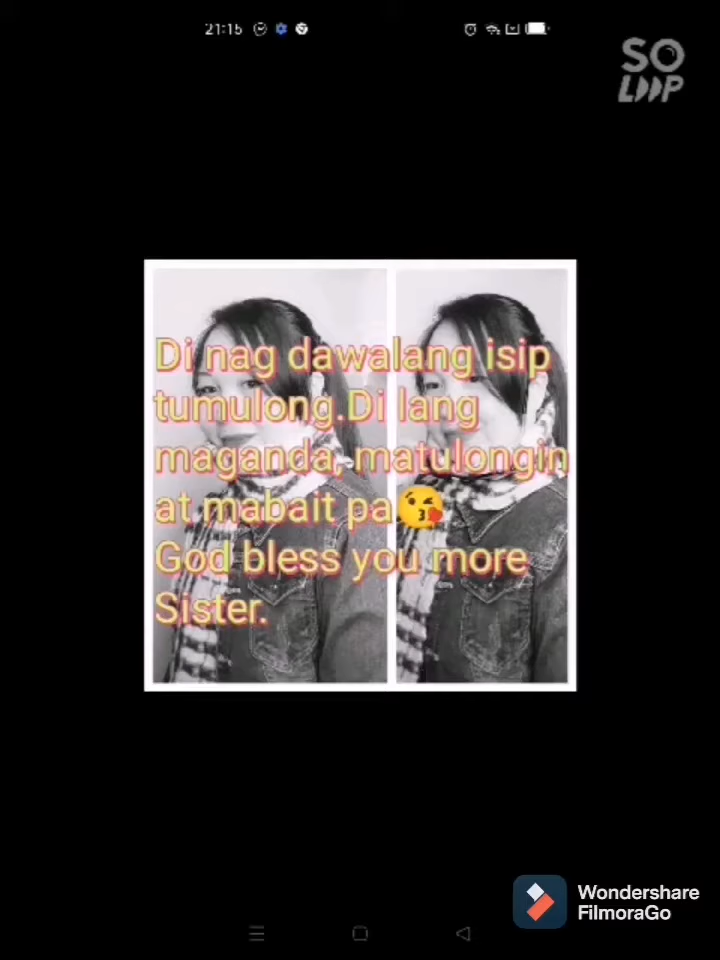 21:15
SO
LOOP
Di nag dawalang isip
tumulong.Di lang
maganda, matulongin
at mabait pa😘
God bless you more
Sister.
Wondershare
FilmoraGo